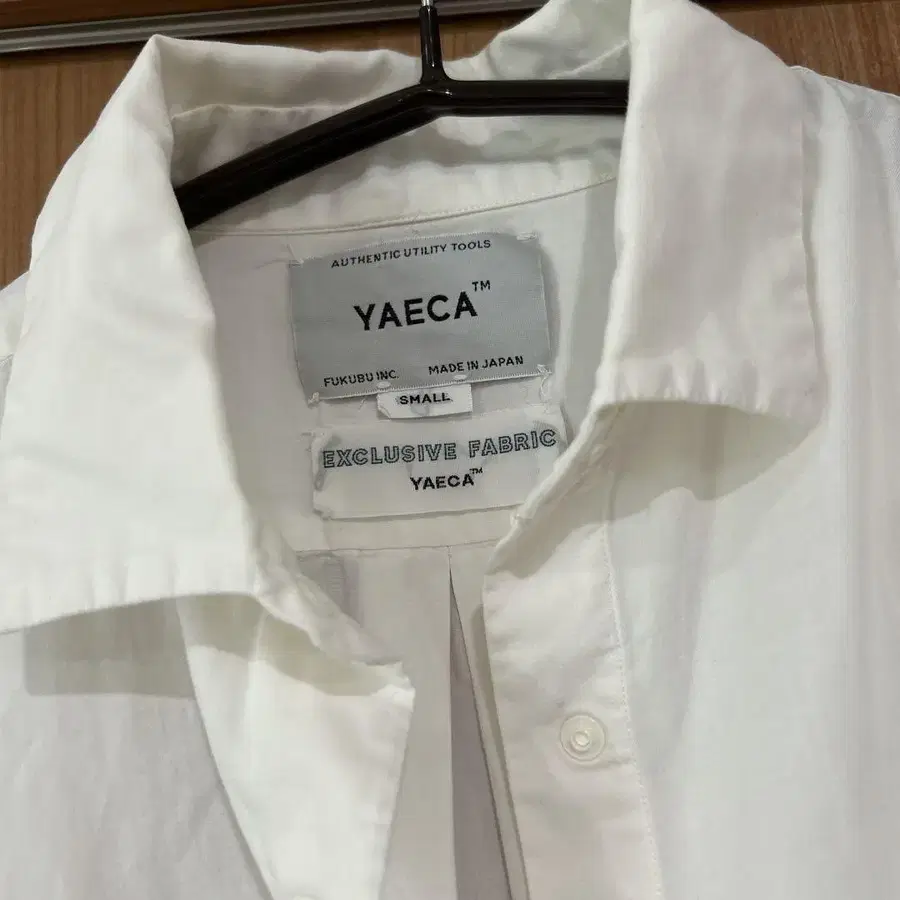 AUTHENTIC UTILITY TOOLS
YAECA™
FUKUBU INC. MADE IN JAPAN
SMALL
EXCLUSIVE FABRIC
YAECA™